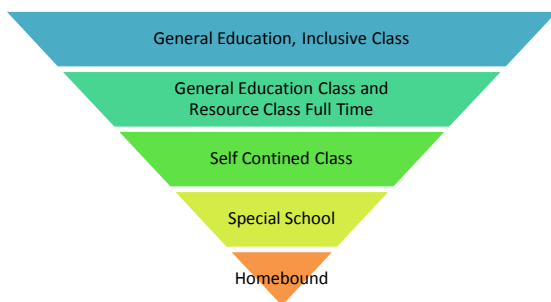 General Education, Inclusive Class
General Education Class and
Resource Class Full Time
Self Contined Class
Special School
Homebound